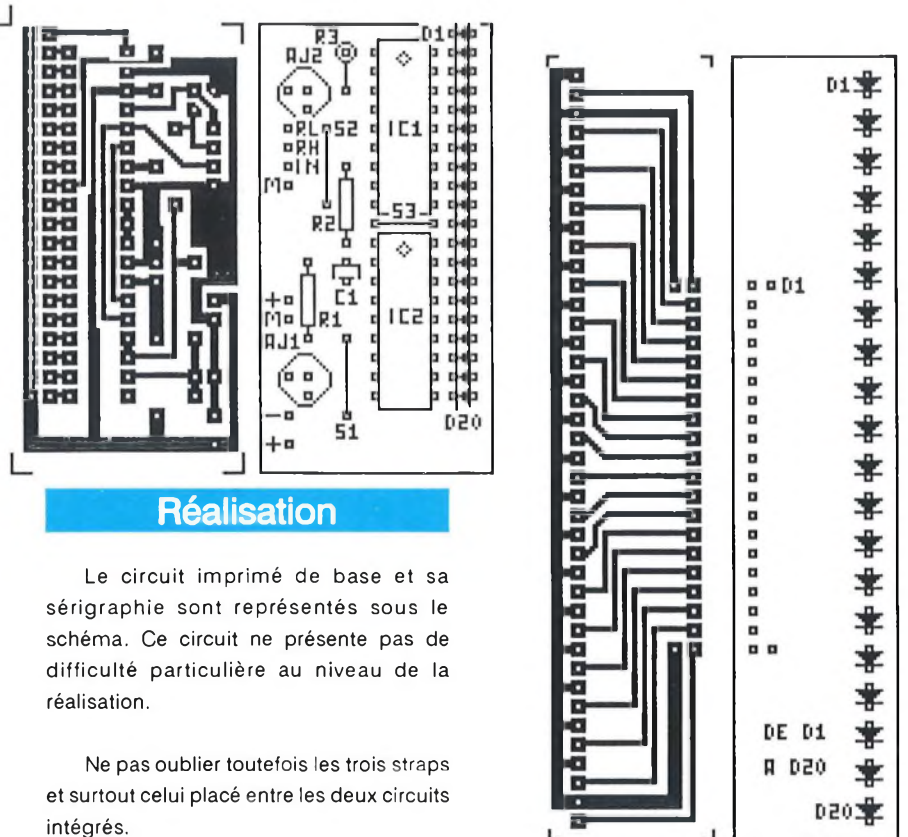 R3
D1
AJ2
RL S2
IC1
RH
IN
M
S3
R2
C1
+
M
R1
IC2
AJ1
-
S1
D20
+
Réalisation
Le circuit imprimé de base et sa
sérigraphie sont représentés sous le
schéma. Ce circuit ne présente pas de
difficulté particulière au niveau de la
réalisation.
Ne pas oublier toutefois les trois straps
et surtout celui placé entre les deux circuits
intégrés.
D1
D1
DE D1
A D20
D20